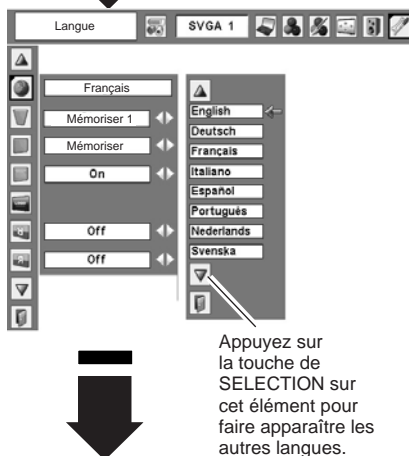 Langue
SVGA 1
Français
Mémoriser 1
Mémoriser
On
Off
Off
English
Deutsch
Français
Italiano
Español
Português
Nederlands
Svenska
Appuyez sur
la touche de
SELECTION sur
cet élément pour
faire apparaître les
autres langues.